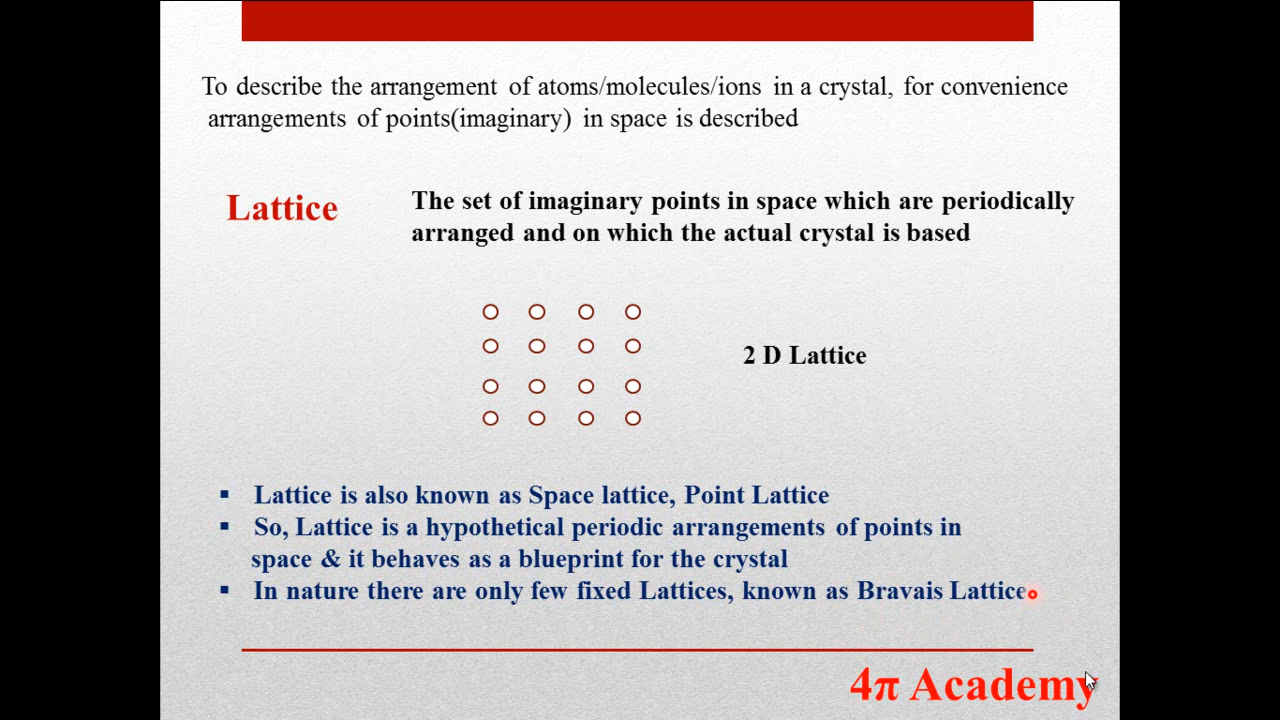 To describe the arrangement of atoms/molecules/ions in a crystal, for convenience
arrangements of points(imaginary) in space is described
Lattice
The set of imaginary points in space which are periodically
arranged and on which the actual crystal is based
2 D Lattice
▪ Lattice is also known as Space lattice, Point Lattice
▪ So, Lattice is a hypothetical periodic arrangements of points in
space & it behaves as a blueprint for the crystal
▪ In nature there are only few fixed Lattices, known as Bravais Lattice
4π Academy